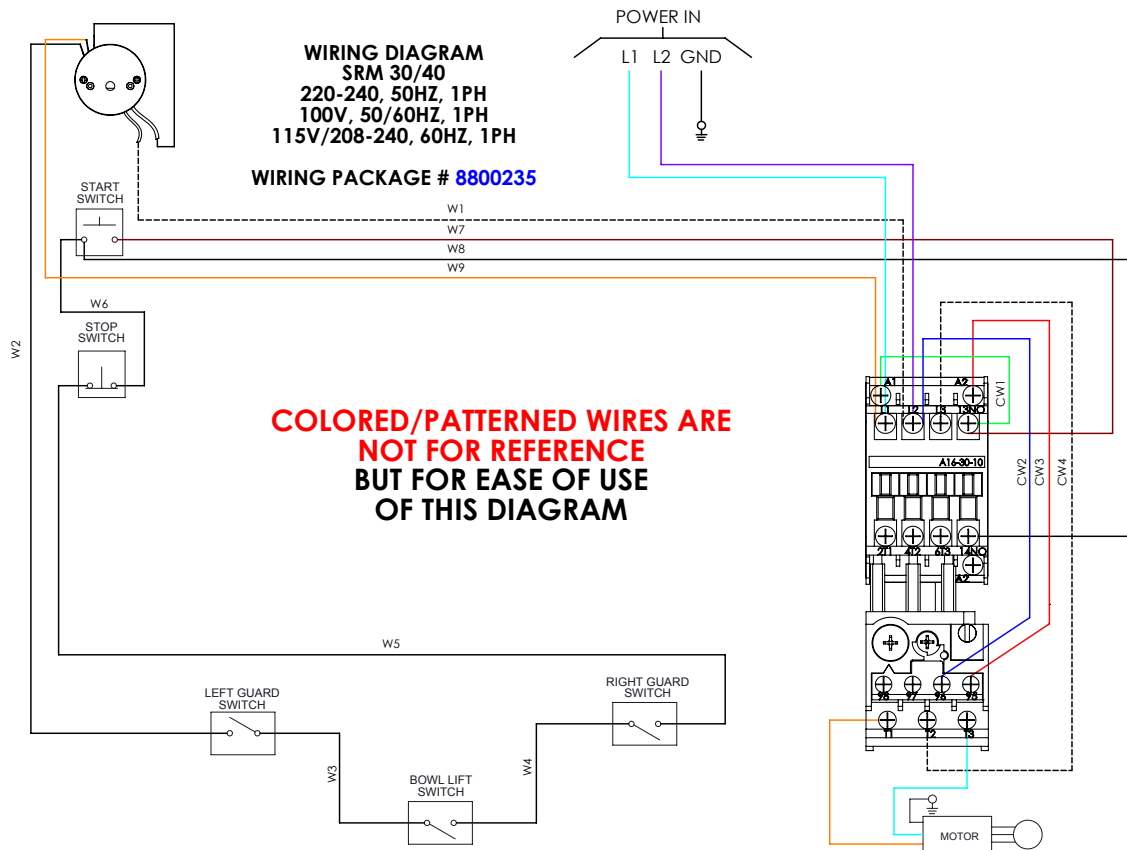 POWER IN
L1 L2 GND
WIRING DIAGRAM
SRM 30/40
220-240, 50HZ, 1PH
100V, 50/60HZ, 1PH
115V/208-240, 60HZ, 1PH
WIRING PACKAGE # 8800235
START
SWITCH
W1
W7
W8
W9
W6
STOP
SWITCH
W2
COLORED/PATTERNED WIRES ARE
NOT FOR REFERENCE
BUT FOR EASE OF USE
OF THIS DIAGRAM
A1 A2
L1 L2 L3 13NO
CW1
A16-30-10
CW2
CW3
CW4
2T1 4T2 6T3 14NO
A2
98 97 96 95
T1 T2 T3
W5
LEFT GUARD
SWITCH
RIGHT GUARD
SWITCH
W3
W4
BOWL LIFT
SWITCH
MOTOR